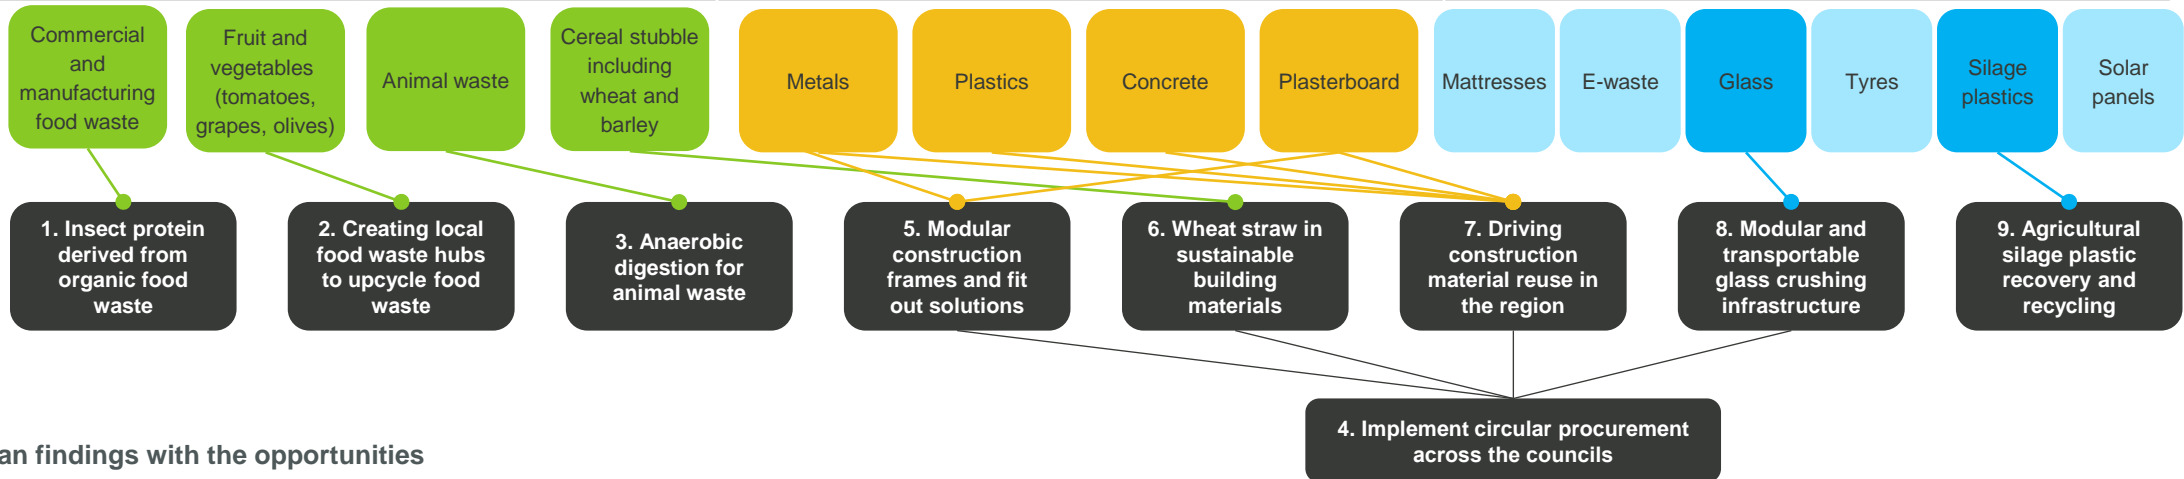 Commercial
and
manufacturing
food waste
Fruit and
vegetables
(tomatoes,
grapes, olives)
Animal waste
Cereal stubble
including
wheat and
barley
Metals
Plastics
Concrete
Plasterboard
Mattresses
E-waste
Glass
Tyres
Silage
plastics
Solar
panels
1. Insect protein
derived from
organic food
waste
2. Creating local
food waste hubs
to upcycle food
waste
3. Anaerobic
digestion for
animal waste
5. Modular
construction
frames and fit
out solutions
6. Wheat straw in
sustainable
building
materials
7. Driving
construction
material reuse in
the region
8. Modular and
transportable
glass crushing
infrastructure
9. Agricultural
silage plastic
recovery and
recycling
4. Implement circular procurement
across the councils
an findings with the opportunities